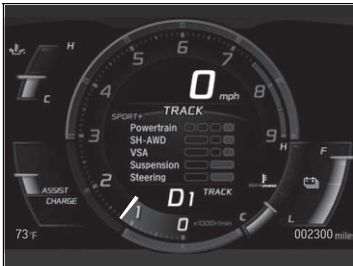 6
5
7
H
0 mph
4
8
C
TRACK
SPORT+
Powertrain
SH-AWD
VSA
Suspension
Steering
3
9
H
F
ASSIST
CHARGE
2
D1
TRACK
1
0
x1000r/min
C
L
73°F
002300 miles